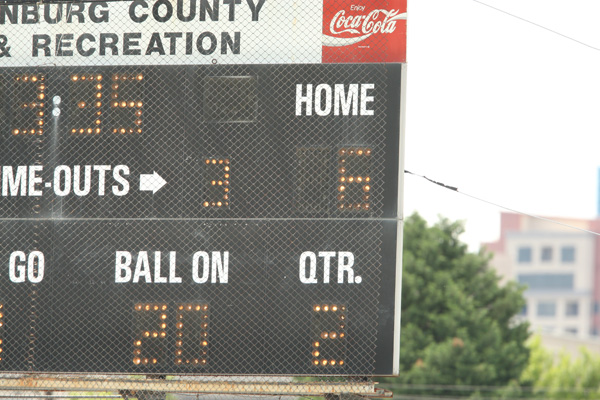 NBURG COUNTY
& RECREATION
Enjoy
Coca-Cola
3:35
HOME
ME-OUTS 3 6
GO BALL ON QTR.
20 2